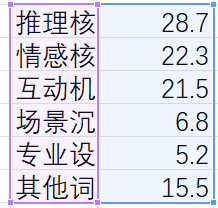 推理核 28.7
情感核 22.3
互动机 21.5
场景沉 6.8
专业设 5.2
其他词 15.5